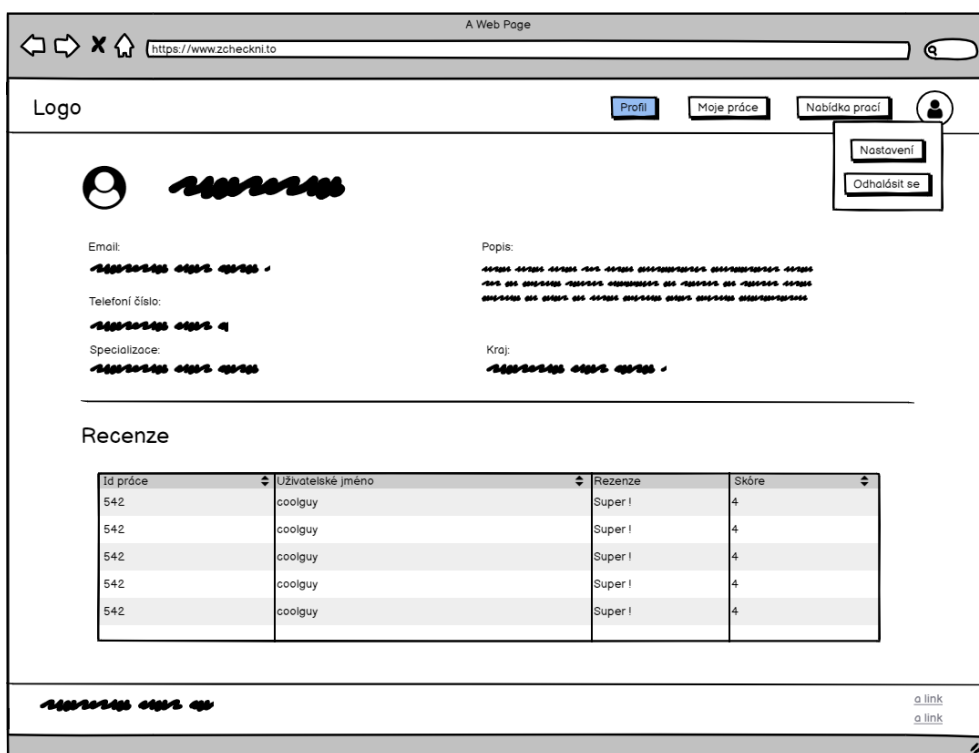 A Web Page
https://www.zcheckni.to
Logo
Profil
Moje práce
Nabídka prací
Nastavení
Odhalásit se
Email:
Popis:
Telefoní číslo:
Specializace:
Kraj:
Recenze
Id práce Uživatelské jméno Rezenze Skóre
542 coolguy Super ! 4
542 coolguy Super ! 4
542 coolguy Super ! 4
542 coolguy Super ! 4
542 coolguy Super ! 4
a link
a link